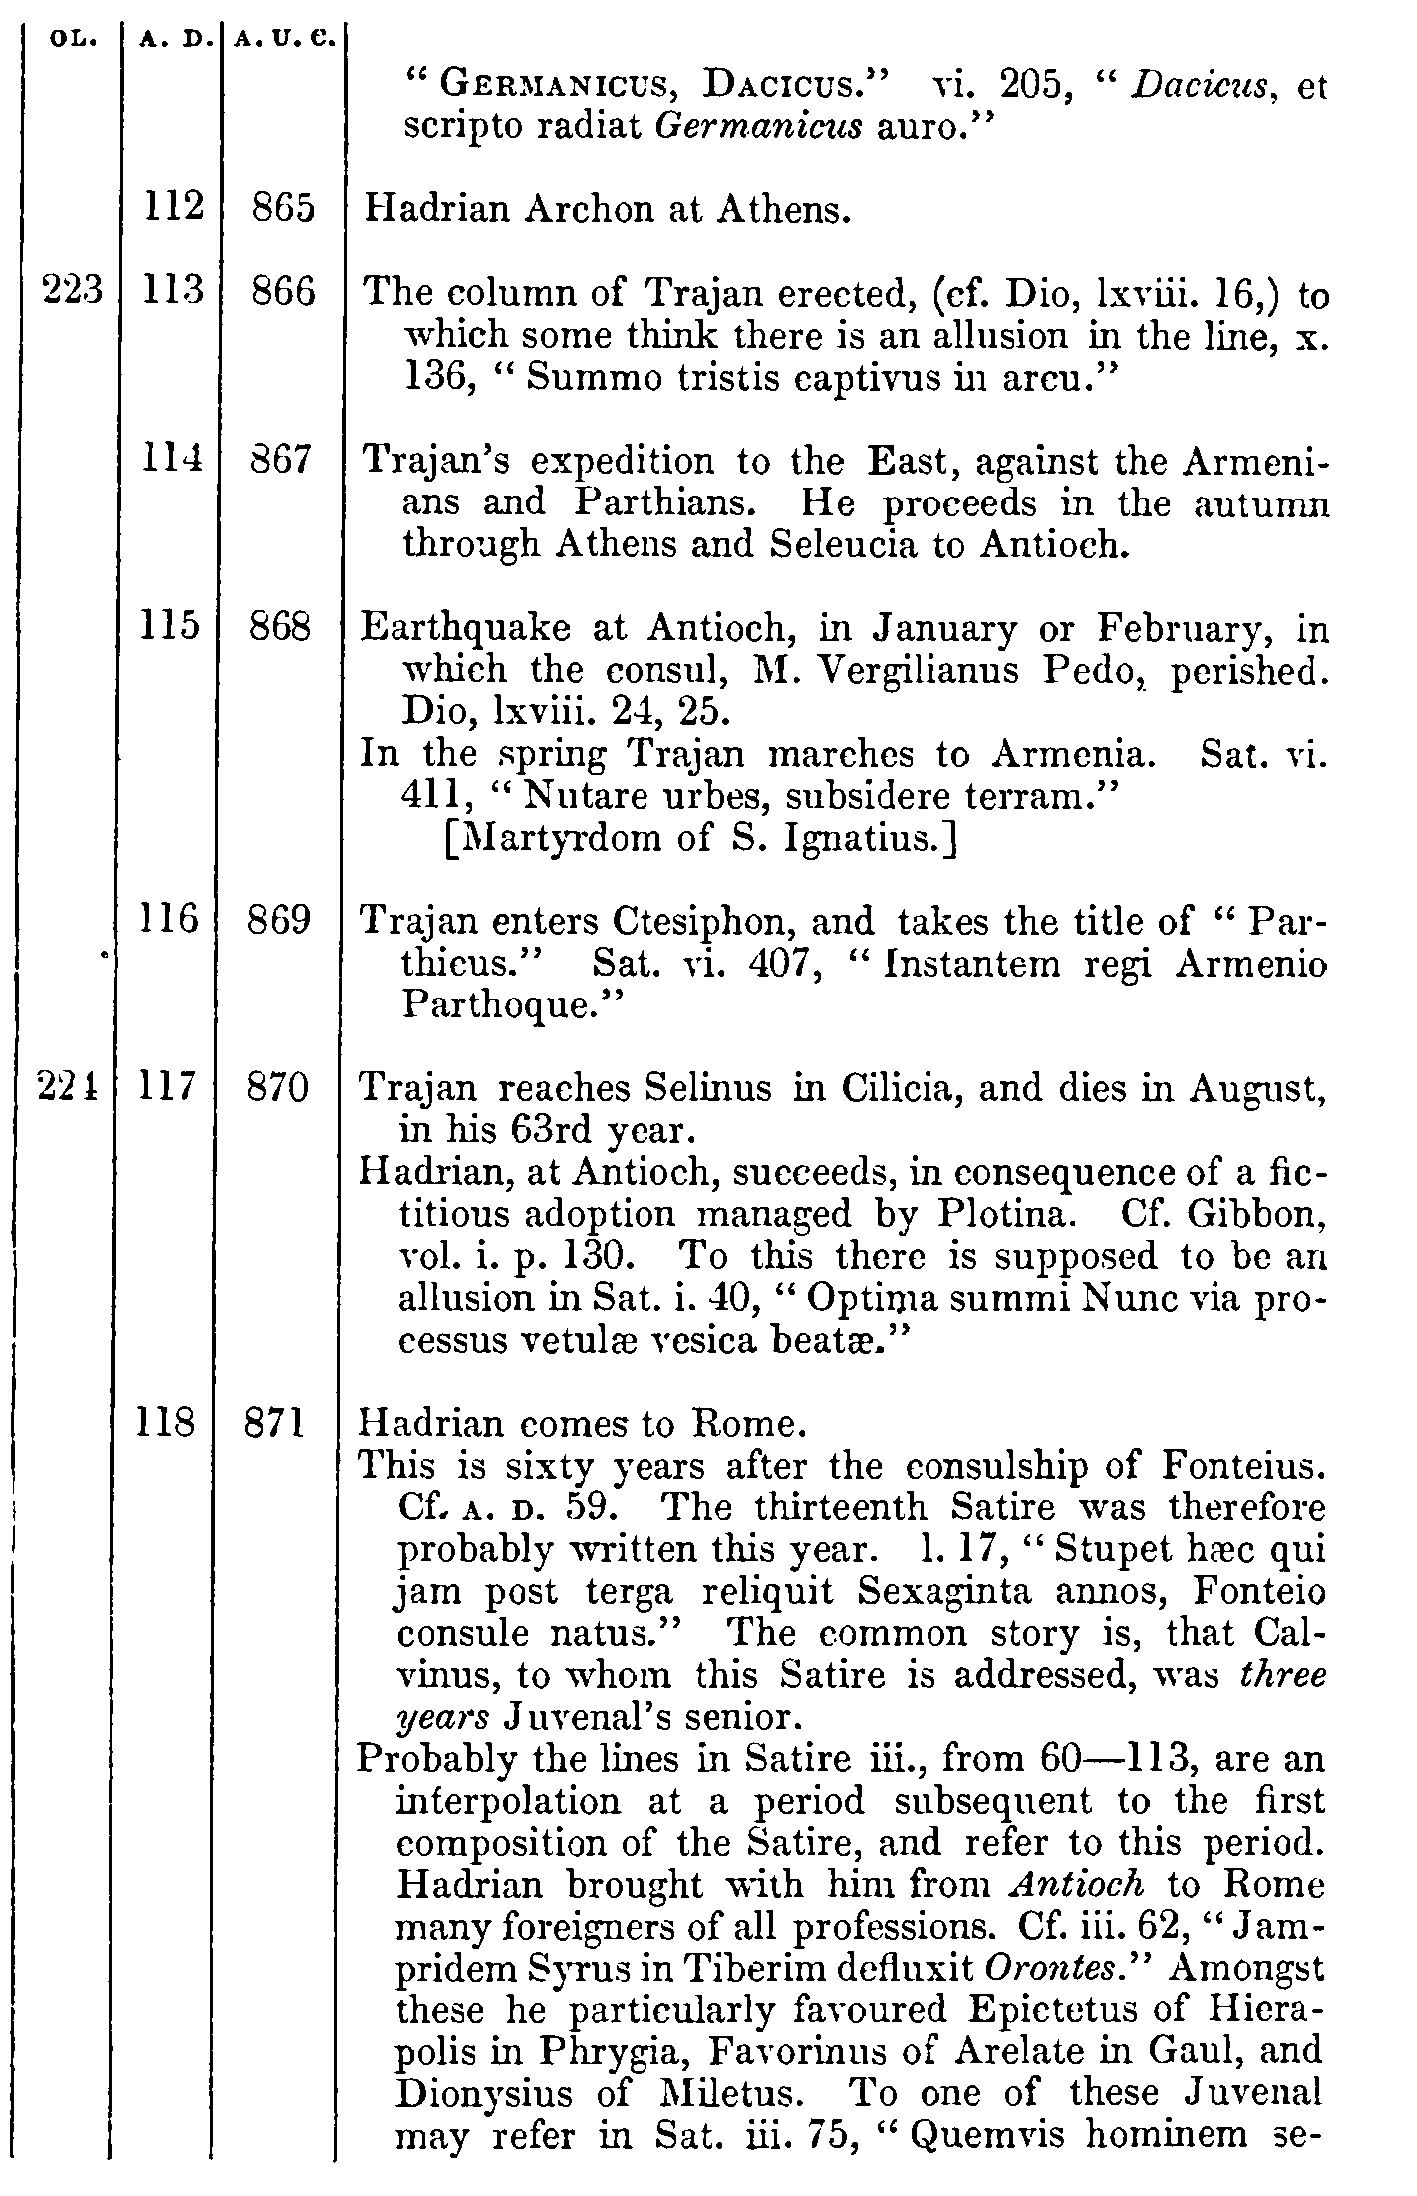 OL. A. D. A. U. C.
“ GERMANICUS, DACICUS.” vi. 205, “ Dacicus, et
scripto radiat Germanicus auro.”
112 865 Hadrian Archon at Athens.
223 113 866 The column of Trajan erected, (cf. Dio, lxviii. 16,) to
which some think there is an allusion in the line, x.
136, “ Summo tristis captivus in arcu.”
114 867 Trajan’s expedition to the East, against the Armeni-
ans and Parthians. He proceeds in the autumn
through Athens and Seleucia to Antioch.
115 868 Earthquake at Antioch, in January or February, in
which the consul, M. Vergilianus Pedo, perished.
Dio, lxviii. 24, 25.
In the spring Trajan marches to Armenia. Sat. vi.
411, “ Nutare urbes, subsidere terram.”
[Martyrdom of S. Ignatius.]
116 869 Trajan enters Ctesiphon, and takes the title of “ Par-
thicus.” Sat. vi. 407, “ Instantem regi Armenio
Parthoque.”
224 117 870 Trajan reaches Selinus in Cilicia, and dies in August,
in his 63rd year.
Hadrian, at Antioch, succeeds, in consequence of a fic-
titious adoption managed by Plotina. Cf. Gibbon,
vol. i. p. 130. To this there is supposed to be an
allusion in Sat. i. 40, “ Optima summi Nunc via pro-
cessus vetulæ vesica beatæ.”
118 871 Hadrian comes to Rome.
This is sixty years after the consulship of Fonteius.
Cf. A. D. 59. The thirteenth Satire was therefore
probably written this year. l. 17, “ Stupet hæc qui
jam post terga reliquit Sexaginta annos, Fonteio
consule natus.” The common story is, that Cal-
vinus, to whom this Satire is addressed, was three
years Juvenal’s senior.
Probably the lines in Satire iii., from 60—113, are an
interpolation at a period subsequent to the first
composition of the Satire, and refer to this period.
Hadrian brought with him from Antioch to Rome
many foreigners of all professions. Cf. iii. 62, “ Jam-
pridem Syrus in Tiberim defluxit Orontes.” Amongst
these he particularly favoured Epictetus of Hiera-
polis in Phrygia, Favorinus of Arelate in Gaul, and
Dionysius of Miletus. To one of these Juvenal
may refer in Sat. iii. 75, “ Quemvis hominem se-